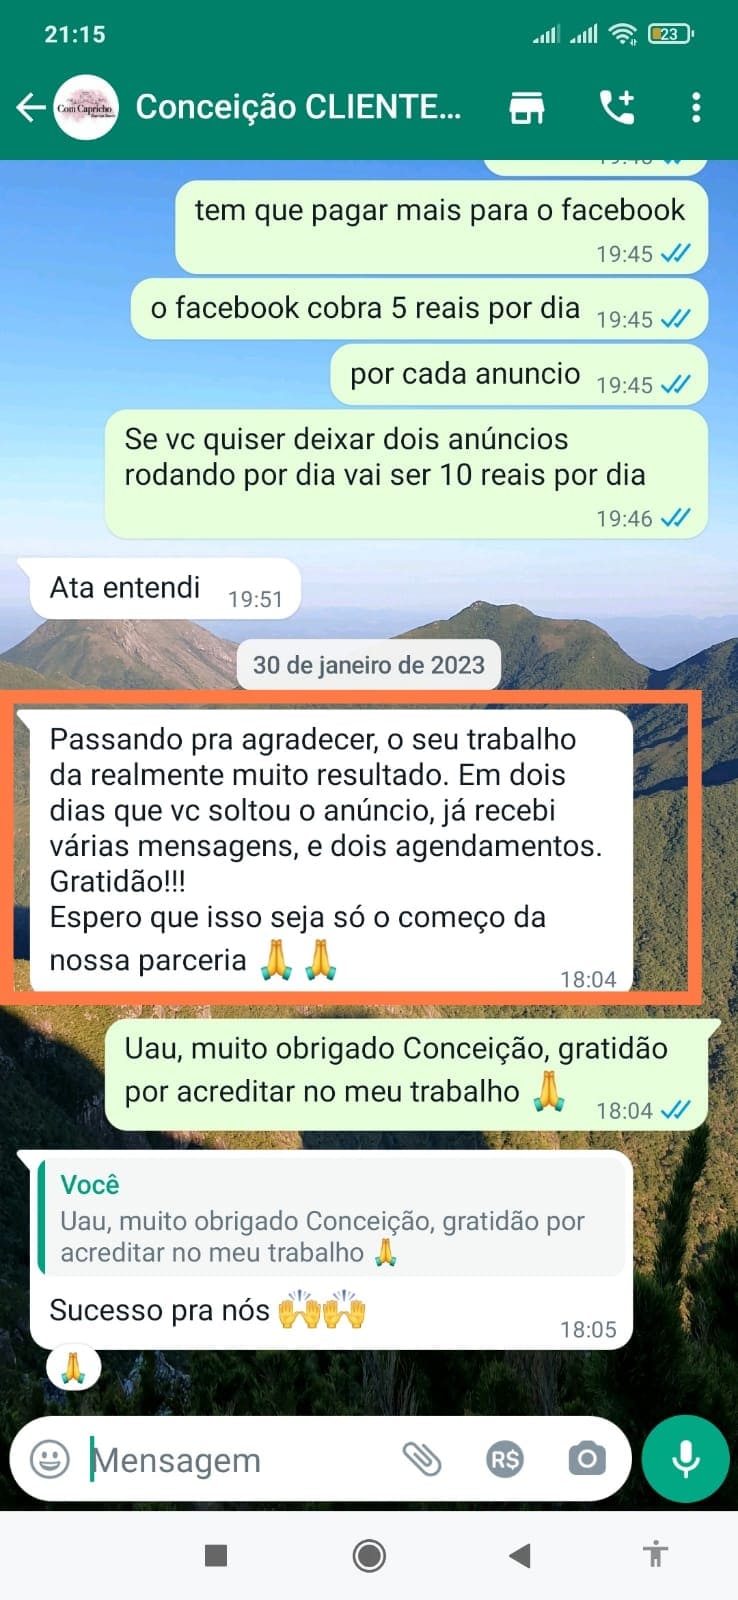 21:15
23
Com Capricho
Conceição CLIENTE...
tem que pagar mais para o facebook
19:45
o facebook cobra 5 reais por dia 19:45
por cada anuncio 19:45
Se vc quiser deixar dois anúncios
rodando por dia vai ser 10 reais por dia
19:46
Ata entendi 19:51
30 de janeiro de 2023
Passando pra agradecer, o seu trabalho
da realmente muito resultado. Em dois
dias que vc soltou o anúncio, já recebi
várias mensagens, e dois agendamentos.
Gratidão!!!
Espero que isso seja só o começo da
nossa parceria 🙏 🙏
18:04
Uau, muito obrigado Conceição, gratidão
por acreditar no meu trabalho 🙏 18:04
Você
Uau, muito obrigado Conceição, gratidão por
acreditar no meu trabalho 🙏
Sucesso pra nós 🙌🙌
18:05
🙏
Mensagem
R$